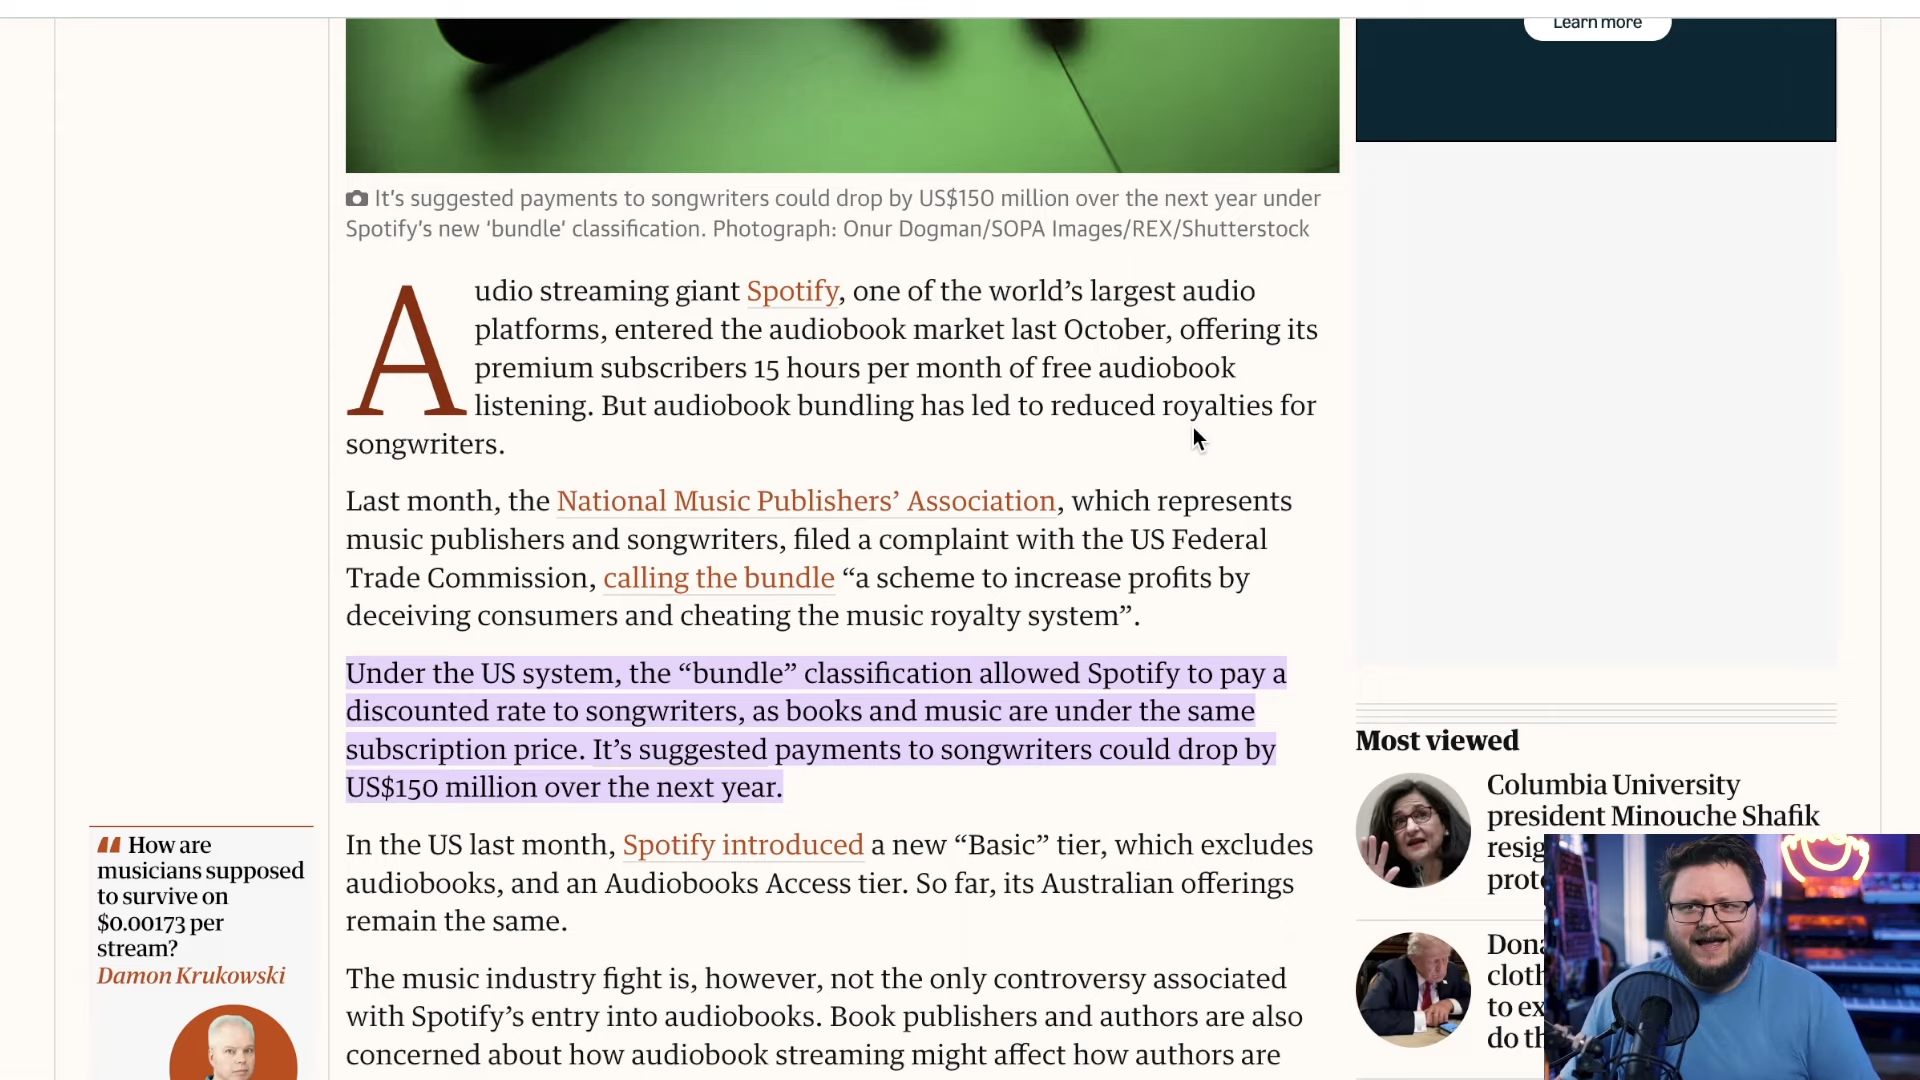 Learn more
It's suggested payments to songwriters could drop by US$150 million over the next year under
Spotify's new 'bundle' classification. Photograph: Onur Dogman/SOPA Images/REX/Shutterstock
Audio streaming giant Spotify, one of the world's largest audio
platforms, entered the audiobook market last October, offering its
premium subscribers 15 hours per month of free audiobook
listening. But audiobook bundling has led to reduced royalties for
songwriters.
Last month, the National Music Publishers' Association, which represents
music publishers and songwriters, filed a complaint with the US Federal
Trade Commission, calling the bundle “a scheme to increase profits by
deceiving consumers and cheating the music royalty system”.
Under the US system, the “bundle” classification allowed Spotify to pay a
discounted rate to songwriters, as books and music are under the same
subscription price. It's suggested payments to songwriters could drop by
US$150 million over the next year.
In the US last month, Spotify introduced a new “Basic” tier, which excludes
audiobooks, and an Audiobooks Access tier. So far, its Australian offerings
remain the same.
The music industry fight is, however, not the only controversy associated
with Spotify's entry into audiobooks. Book publishers and authors are also
concerned about how audiobook streaming might affect how authors are
How are
musicians supposed
to survive on
$0.00173 per
stream?
Damon Krukowski
Most viewed
Columbia University
president Minouche Shafik
resig
prote
Dona
cloth
to ex
do th